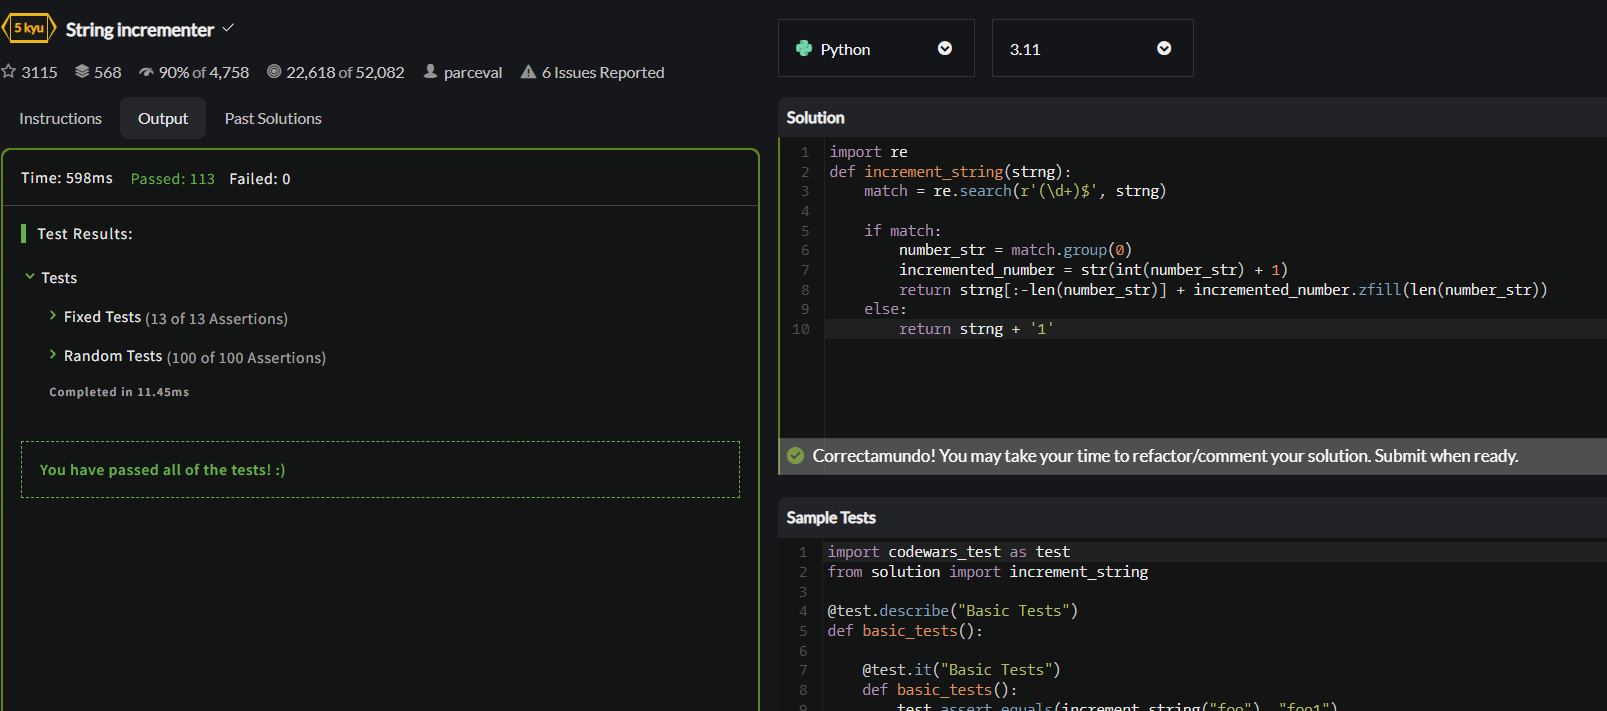 5 kyu String incrementer
3115 568 90% of 4,758 22,618 of 52,082 parceval 6 Issues Reported
Instructions Output Past Solutions
Time: 598ms Passed: 113 Failed: 0
Test Results:
Tests
Fixed Tests (13 of 13 Assertions)
Random Tests (100 of 100 Assertions)
Completed in 11.45ms
You have passed all of the tests! :)
Python 3.11
Solution
1 import re
2 def increment_string(strng):
3     match = re.search(r'(\d+)$', strng)
4
5     if match:
6         number_str = match.group(0)
7         incremented_number = str(int(number_str) + 1)
8         return strng[:-len(number_str)] + incremented_number.zfill(len(number_str))
9     else:
10         return strng + '1'
Correctamundo! You may take your time to refactor/comment your solution. Submit when ready.
Sample Tests
1 import codewars_test as test
2 from solution import increment_string
3
4 @test.describe("Basic Tests")
5 def basic_tests():
6
7     @test.it("Basic Tests")
8     def basic_tests():
9         test.assert_equals(increment_string("foo"), "foo1")